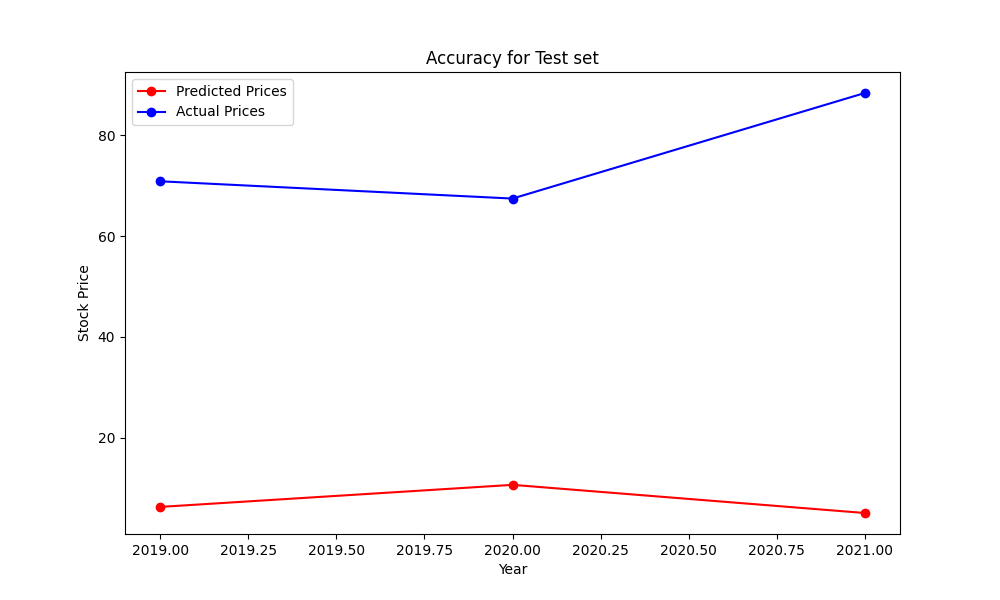 Accuracy for Test set
Predicted Prices
Actual Prices
80
60
40
20
Stock Price
2019.00 2019.25 2019.50 2019.75 2020.00 2020.25 2020.50 2020.75 2021.00
Year